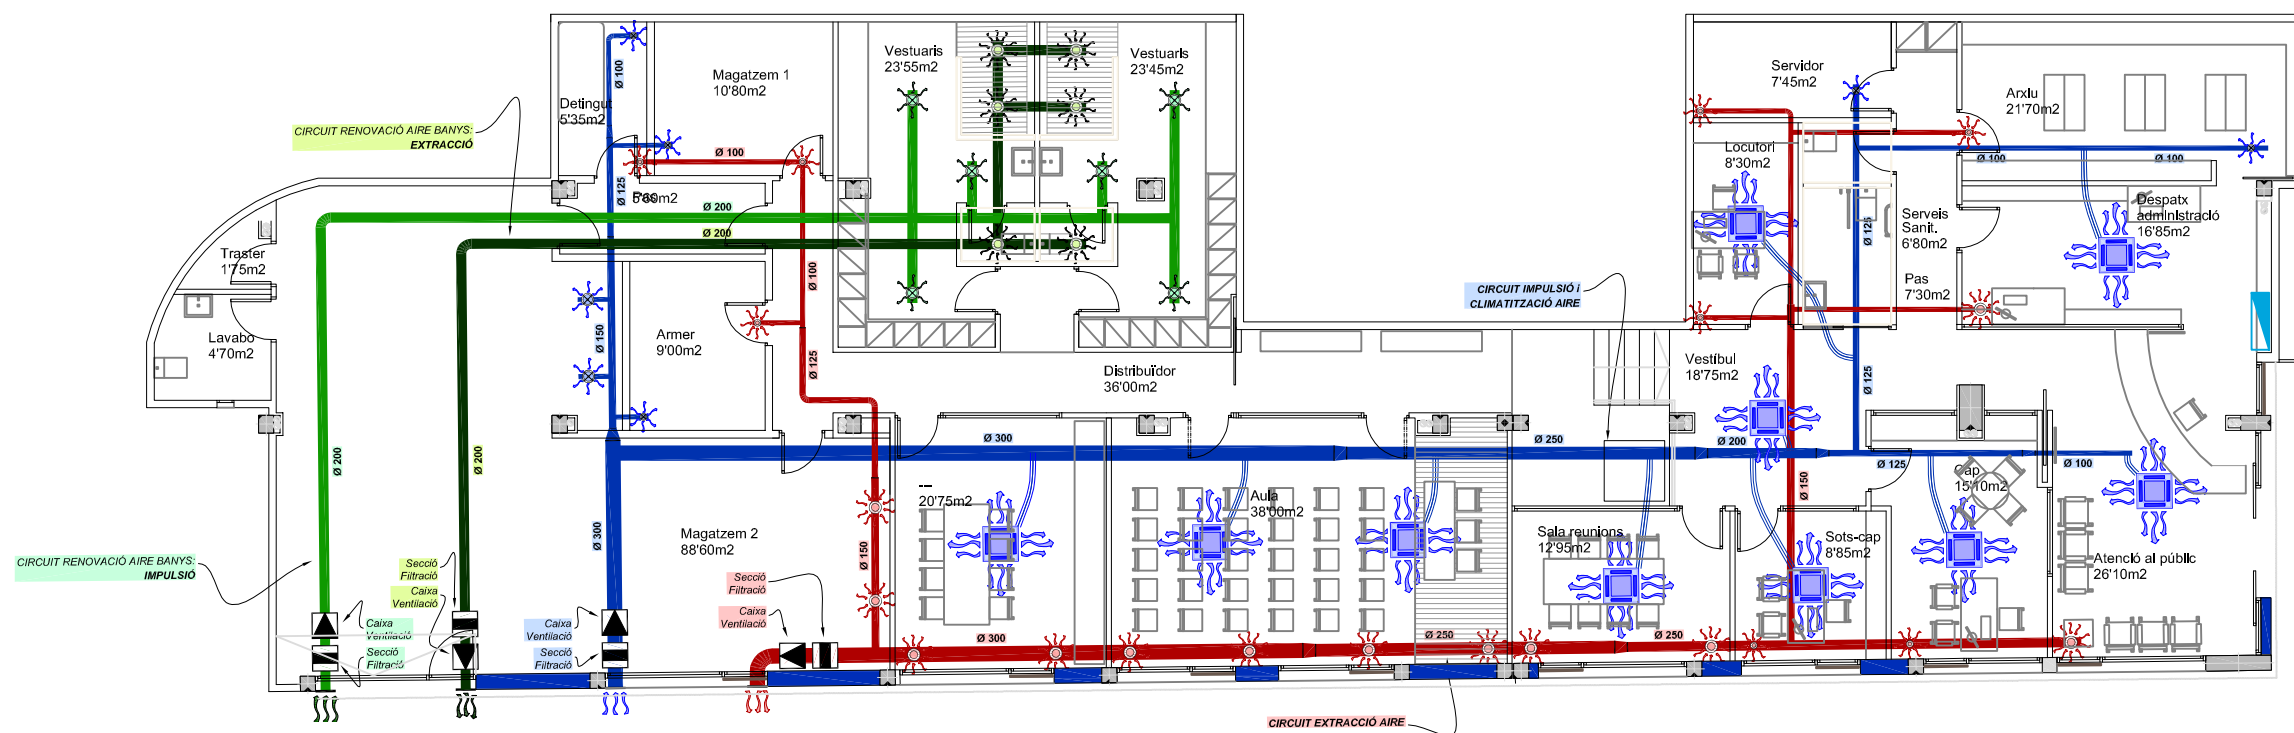 Vestuaris
23'55m2
Vestuaris
23'45m2
Magatzem 1
10'80m2
Detingut
5'35m2
Ø 100
CIRCUIT RENOVACIÓ AIRE BANYS:
EXTRACCIÓ
Ø 100
Ø 125
Pas
5'60m2
Ø 200
Ø 200
Traster
1'75m2
Lavabo
4'70m2
Ø 150
Ø 100
Armer
9'00m2
Ø 125
Distribuïdor
36'00m2
Servidor
7'45m2
Arxiu
21'70m2
Locutori
8'30m2
Ø 100
Ø 100
Despatx
administració
16'85m2
Serveis
Sanit.
6'80m2
Ø 125
Pas
7'30m2
CIRCUIT IMPULSIÓ i
CLIMATITZACIÓ AIRE
Vestíbul
18'75m2
Ø 125
Ø 200
Ø 200
Ø 300
Ø 300
Ø 250
Ø 200
Ø 125
Ø 100
Ø 150
Ø 150
20'75m2
Aula
38'00m2
Cap
15'10m2
Magatzem 2
88'60m2
Sala reunions
12'95m2
Sots-cap
8'85m2
Atenció al públic
26'10m2
CIRCUIT RENOVACIÓ AIRE BANYS:
IMPULSIÓ
Secció
Filtració
Caixa
Ventilació
Secció
Filtració
Caixa
Ventilació
Caixa
Ventilació
Secció
Filtració
Caixa
Ventilació
Secció
Filtració
Ø 300
Ø 250
Ø 250
CIRCUIT EXTRACCIÓ AIRE